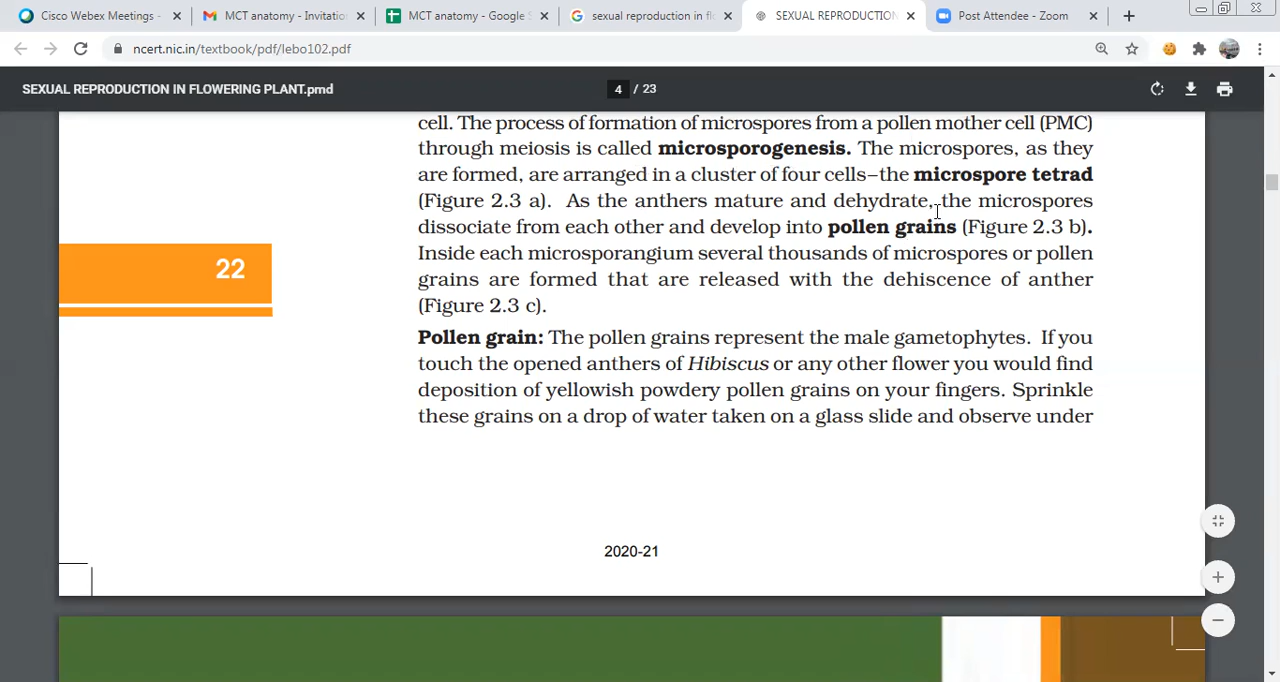 Cisco Webex Meetings -
MCT anatomy - Invitatio
MCT anatomy - Google S
sexual reproduction in fl
SEXUAL REPRODUCTION
Post Attendee - Zoom
ncert.nic.in/textbook/pdf/lebo102.pdf
SEXUAL REPRODUCTION IN FLOWERING PLANT.pmd
4 / 23
cell. The process of formation of microspores from a pollen mother cell (PMC)
through meiosis is called microsporogenesis. The microspores, as they
are formed, are arranged in a cluster of four cells–the microspore tetrad
(Figure 2.3 a). As the anthers mature and dehydrate, the microspores
dissociate from each other and develop into pollen grains (Figure 2.3 b).
Inside each microsporangium several thousands of microspores or pollen
grains are formed that are released with the dehiscence of anther
(Figure 2.3 c).
22
Pollen grain: The pollen grains represent the male gametophytes. If you
touch the opened anthers of Hibiscus or any other flower you would find
deposition of yellowish powdery pollen grains on your fingers. Sprinkle
these grains on a drop of water taken on a glass slide and observe under
2020-21